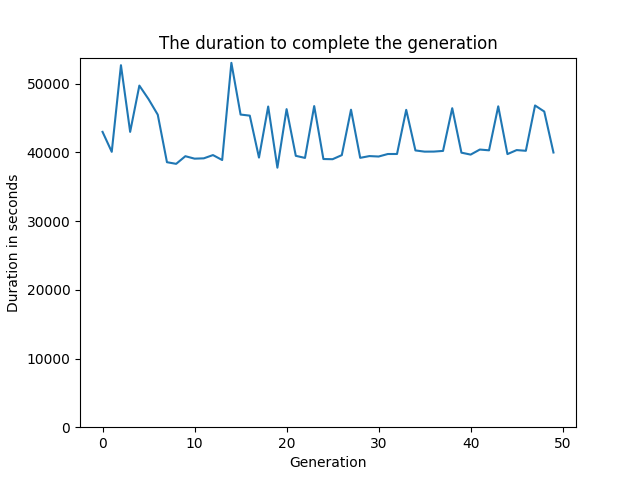 The duration to complete the generation
50000
40000
30000
20000
10000
0
Duration in seconds
0 10 20 30 40 50
Generation